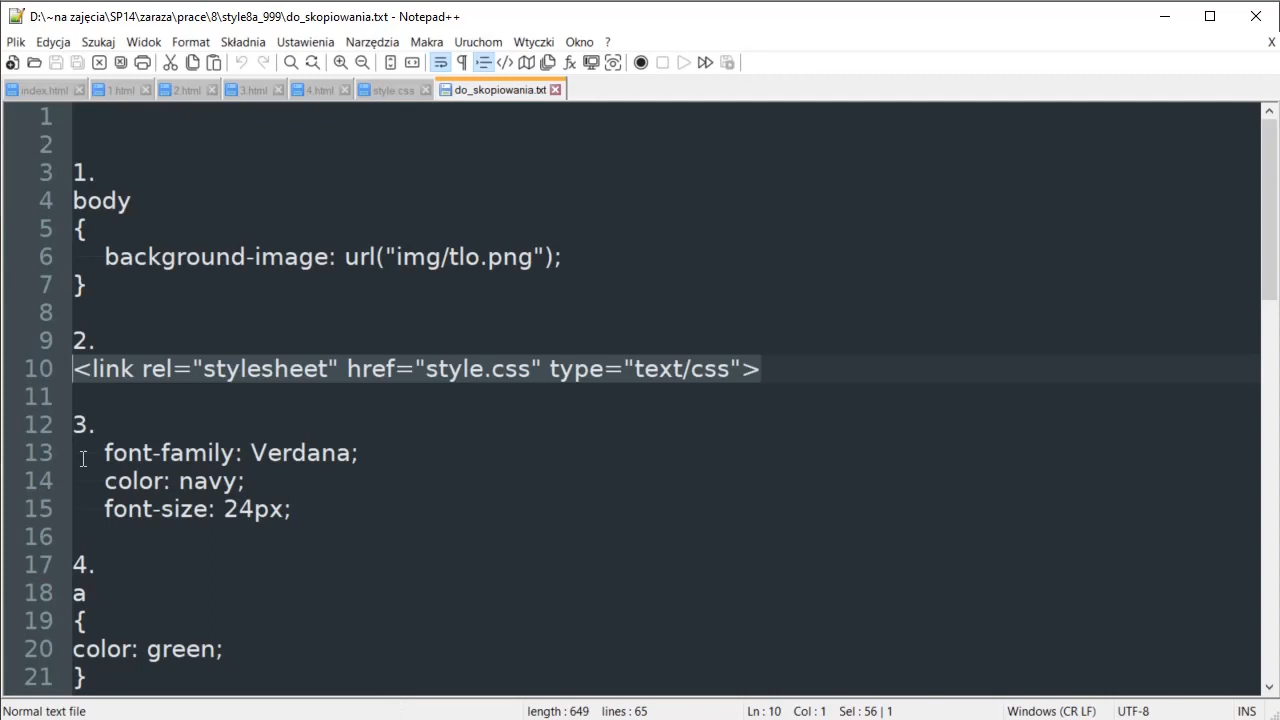 D:\~na zajęcia\SP14\zaraza\prace\8\style8a_999\do_skopiowania.txt - Notepad++
Plik Edycja Szukaj Widok Format Składnia Ustawienia Narzędzia Makra Uruchom Wtyczki Okno ? X
index.html 1.html 2.html 3.html 4.html style.css do_skopiowania.txt
1
2
3 1.
4 body
5 {
6 background-image: url("img/tlo.png");
7 }
8
9 2.
10 <link rel="stylesheet" href="style.css" type="text/css">
11
12 3.
13 font-family: Verdana;
14 color: navy;
15 font-size: 24px;
16
17 4.
18 a
19 {
20 color: green;
21 }
Normal text file length : 649 lines : 65 Ln : 10 Col : 1 Sel : 56 | 1 Windows (CR LF) UTF-8 INS